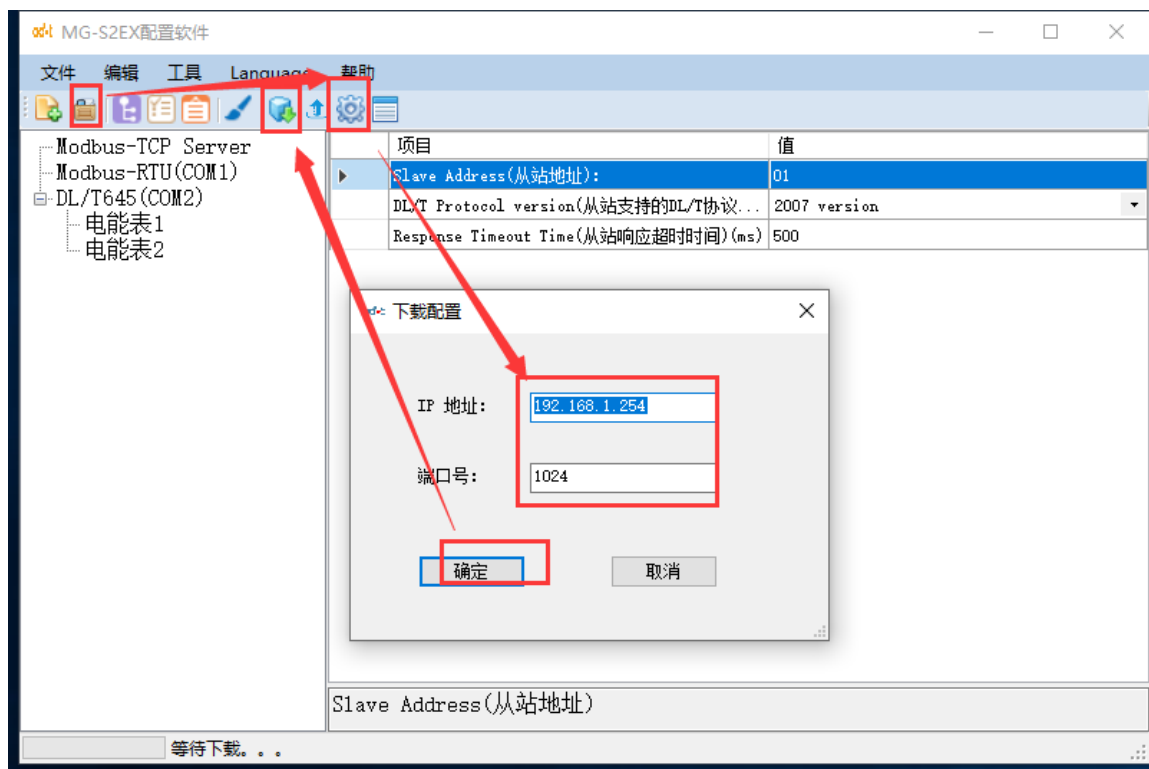 odot MG-S2EX配置软件
文件 编辑 工具 Language 帮助
Modbus-TCP Server
Modbus-RTU(COM1)
DL/T645(COM2)
电能表1
电能表2
项目 值
Slave Address(从站地址): 01
DL/T Protocol version(从站支持的DL/T协议... 2007 version
Response Timeout Time(从站响应超时时间)(ms) 500
下载配置
IP 地址: 192.168.1.254
端口号: 1024
确定 取消
Slave Address(从站地址)
等待下载。。。